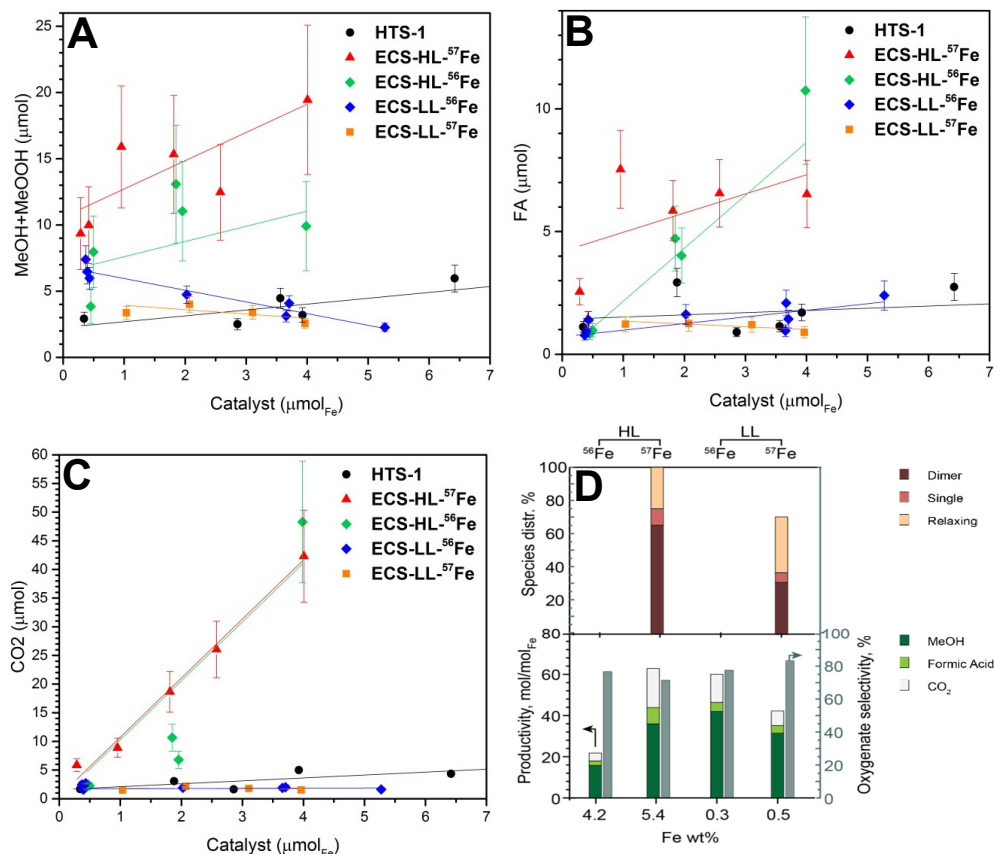 A
HTS-1
ECS-HL-⁵⁷Fe
ECS-HL-⁵⁶Fe
ECS-LL-⁵⁶Fe
ECS-LL-⁵⁷Fe
MeOH+MeOOH (µmol)
25
20
15
10
5
0
0 1 2 3 4 5 6 7
Catalyst (µmol_Fe)
B
HTS-1
ECS-HL-⁵⁷Fe
ECS-HL-⁵⁶Fe
ECS-LL-⁵⁶Fe
ECS-LL-⁵⁷Fe
FA (µmol)
10
5
0
0 1 2 3 4 5 6 7
Catalyst (µmol_Fe)
C
HTS-1
ECS-HL-⁵⁷Fe
ECS-HL-⁵⁶Fe
ECS-LL-⁵⁶Fe
ECS-LL-⁵⁷Fe
CO2 (µmol)
60
55
50
45
40
35
30
25
20
15
10
5
0
0 1 2 3 4 5 6 7
Catalyst (µmol_Fe)
HL LL
⁵⁶Fe ⁵⁷Fe ⁵⁶Fe ⁵⁷Fe
D
Species distr. %
100
80
60
40
20
80
60
40
20
0
Productivity, mol/mol_Fe
100
80
60
40
20
0
Oxygenate selectivity, %
4.2 5.4 0.3 0.5
Fe wt%
Dimer
Single
Relaxing
MeOH
Formic Acid
CO₂